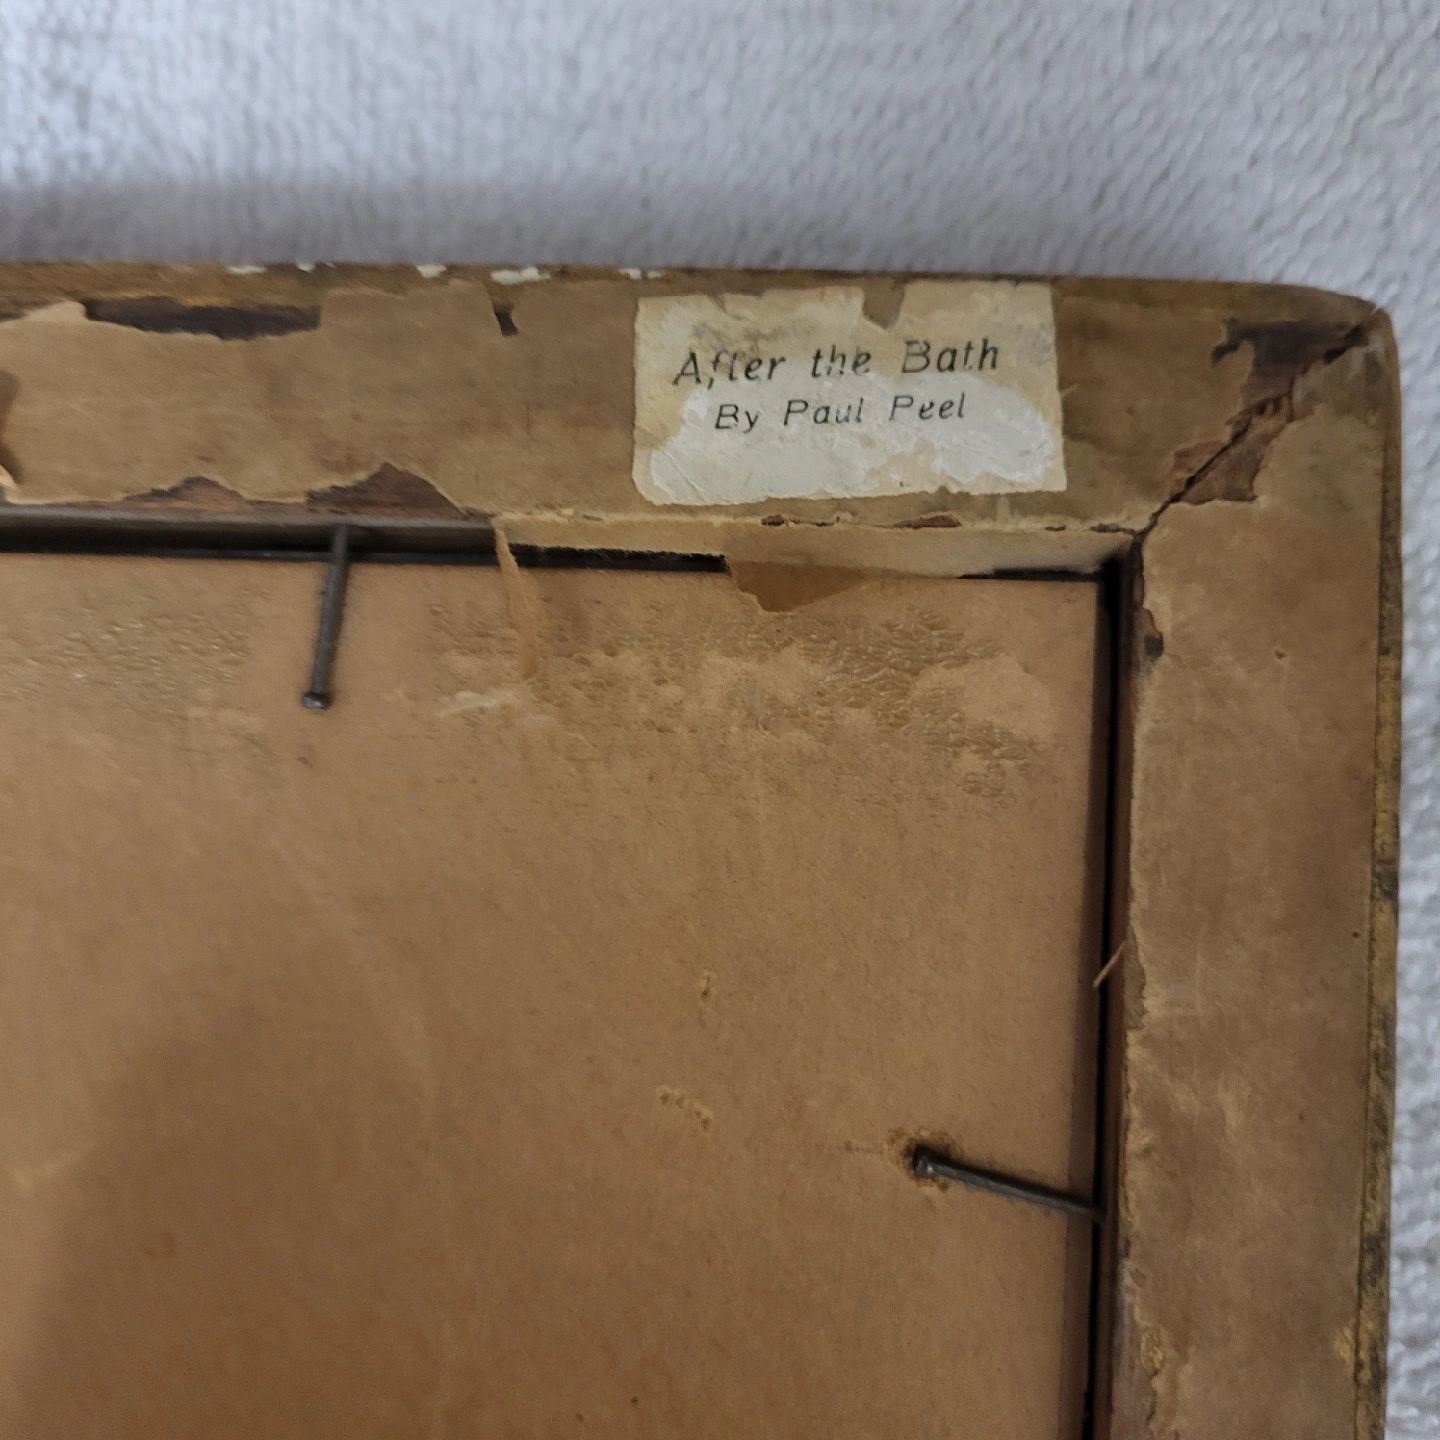 After the Bath
By Paul Peel